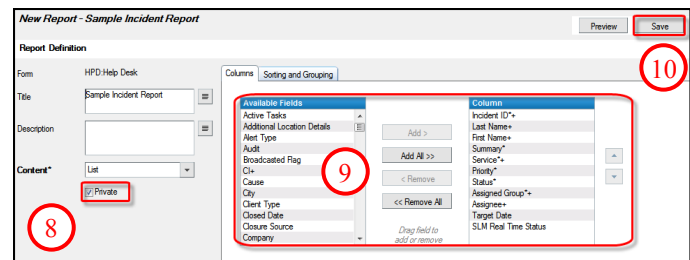 New Report - Sample Incident Report
Preview
Save
Report Definition
10
Form
HPD:Help Desk
Columns
Sorting and Grouping
Title
Sample Incident Report
Description
Content*
List
Private
8
Available Fields
Active Tasks
Additional Location Details
Alert Type
Audit
Broadcasted Flag
CI+
Cause
City
Client Type
Closed Date
Closure Source
Company
9
Add >
Add All >>
< Remove
<< Remove All
Drag field to
add or remove
Column
Incident ID*+
Last Name+
First Name+
Summary*
Service*+
Priority*
Status*
Assigned Group*+
Assignee+
Target Date
SLM Real Time Status